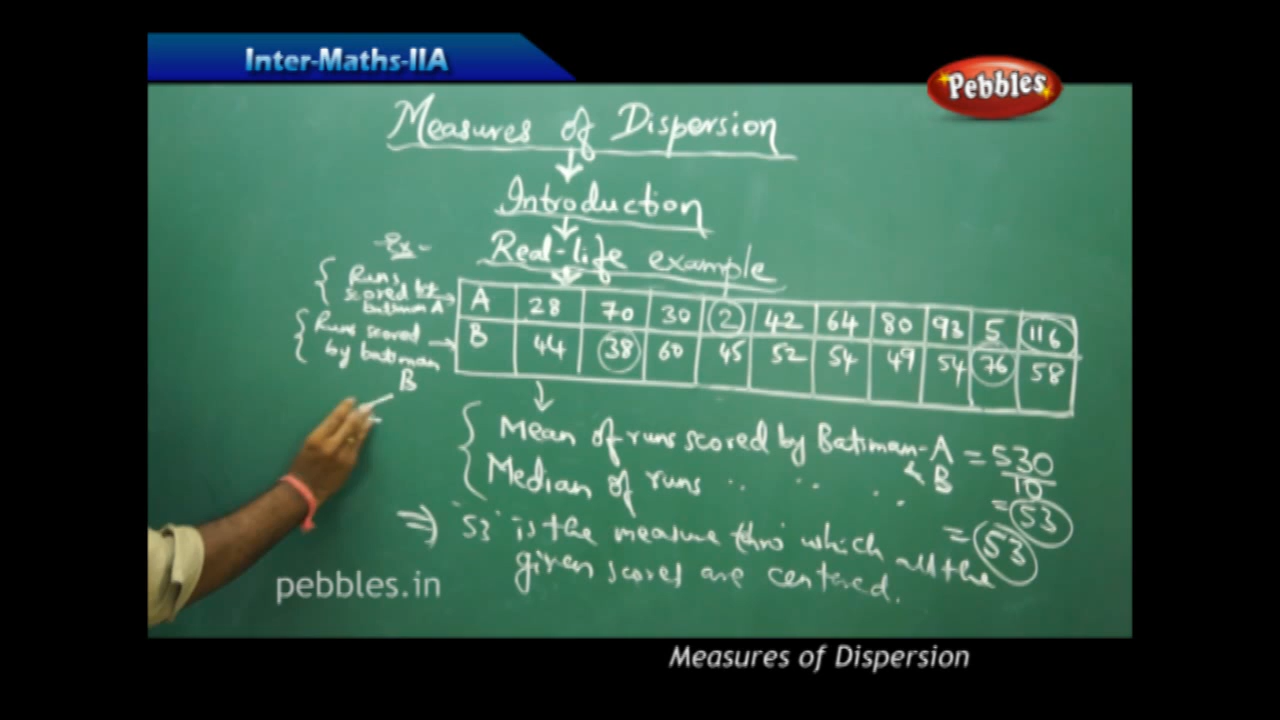 Inter-Maths-IIA
Pebbles
Measures of Dispersion
Introduction
Real-life example
Ex
Runs scored by batsman A → A 28 70 30 2 42 64 80 93 5 116
Runs scored by batsman B → B 44 38 60 45 52 54 49 54 76 58
Mean of runs scored by Batsman-A & B = 530/10 = 53
Median of runs .. .. .. = 53
⇒ '53' is the measure thro which all the
given scores are centered.
pebbles.in
Measures of Dispersion